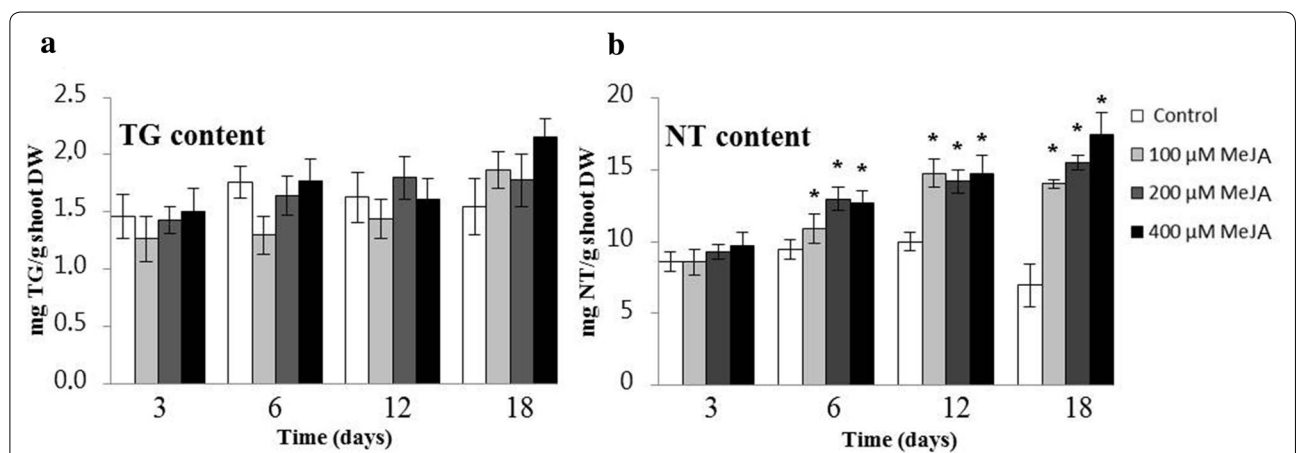 a
TG content
mg TG/g shoot DW
2.5
2.0
1.5
1.0
0.5
0.0
3 6 12 18
Time (days)
b
NT content
mg NT/g shoot DW
20
15
10
5
0
* * *
* * *
* * *
3 6 12 18
Time (days)
Control
100 µM MeJA
200 µM MeJA
400 µM MeJA